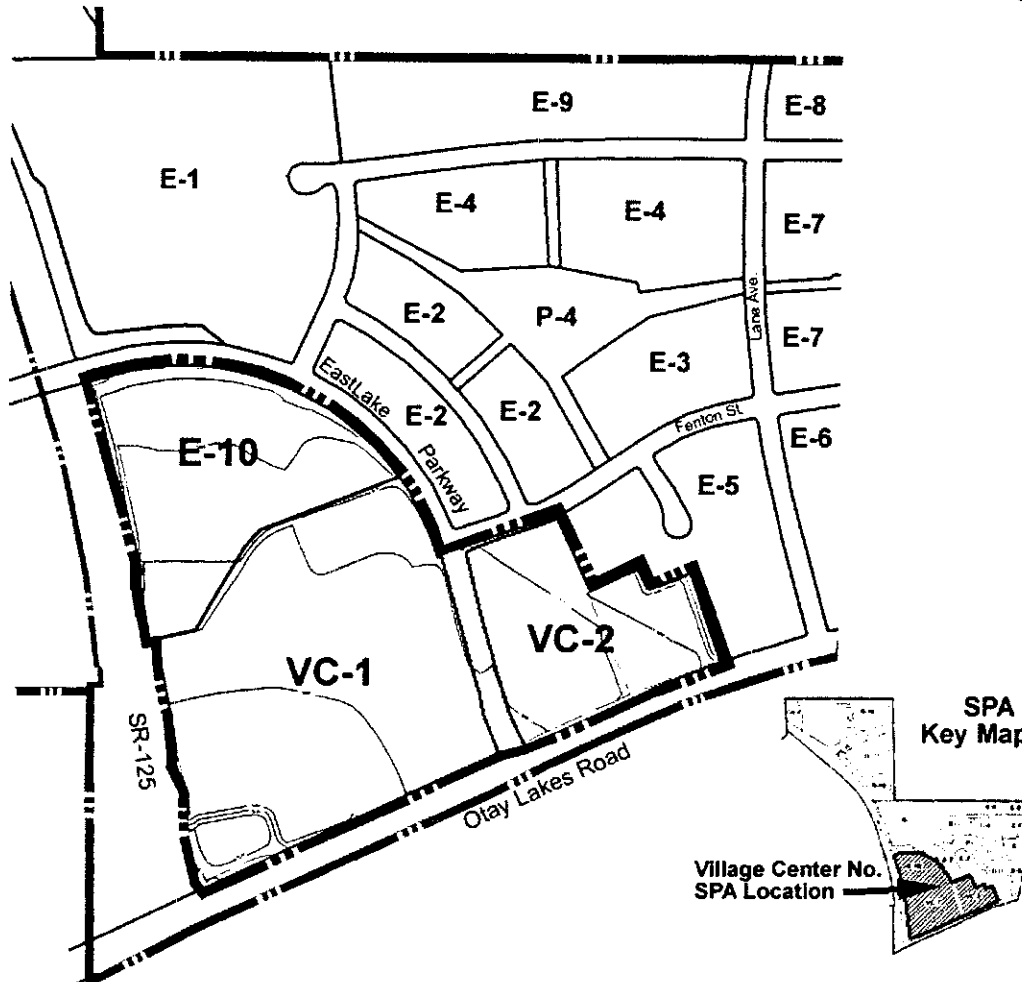 E-9
E-8
E-1
E-4
E-4
E-7
E-2
P-4
Lane Ave.
E-7
E-3
EastLake
Parkway
E-2
E-2
Fenton St.
E-6
E-10
E-5
VC-2
VC-1
SR-125
Otay Lakes Road
SPA
Key Map
Village Center No.
SPA Location